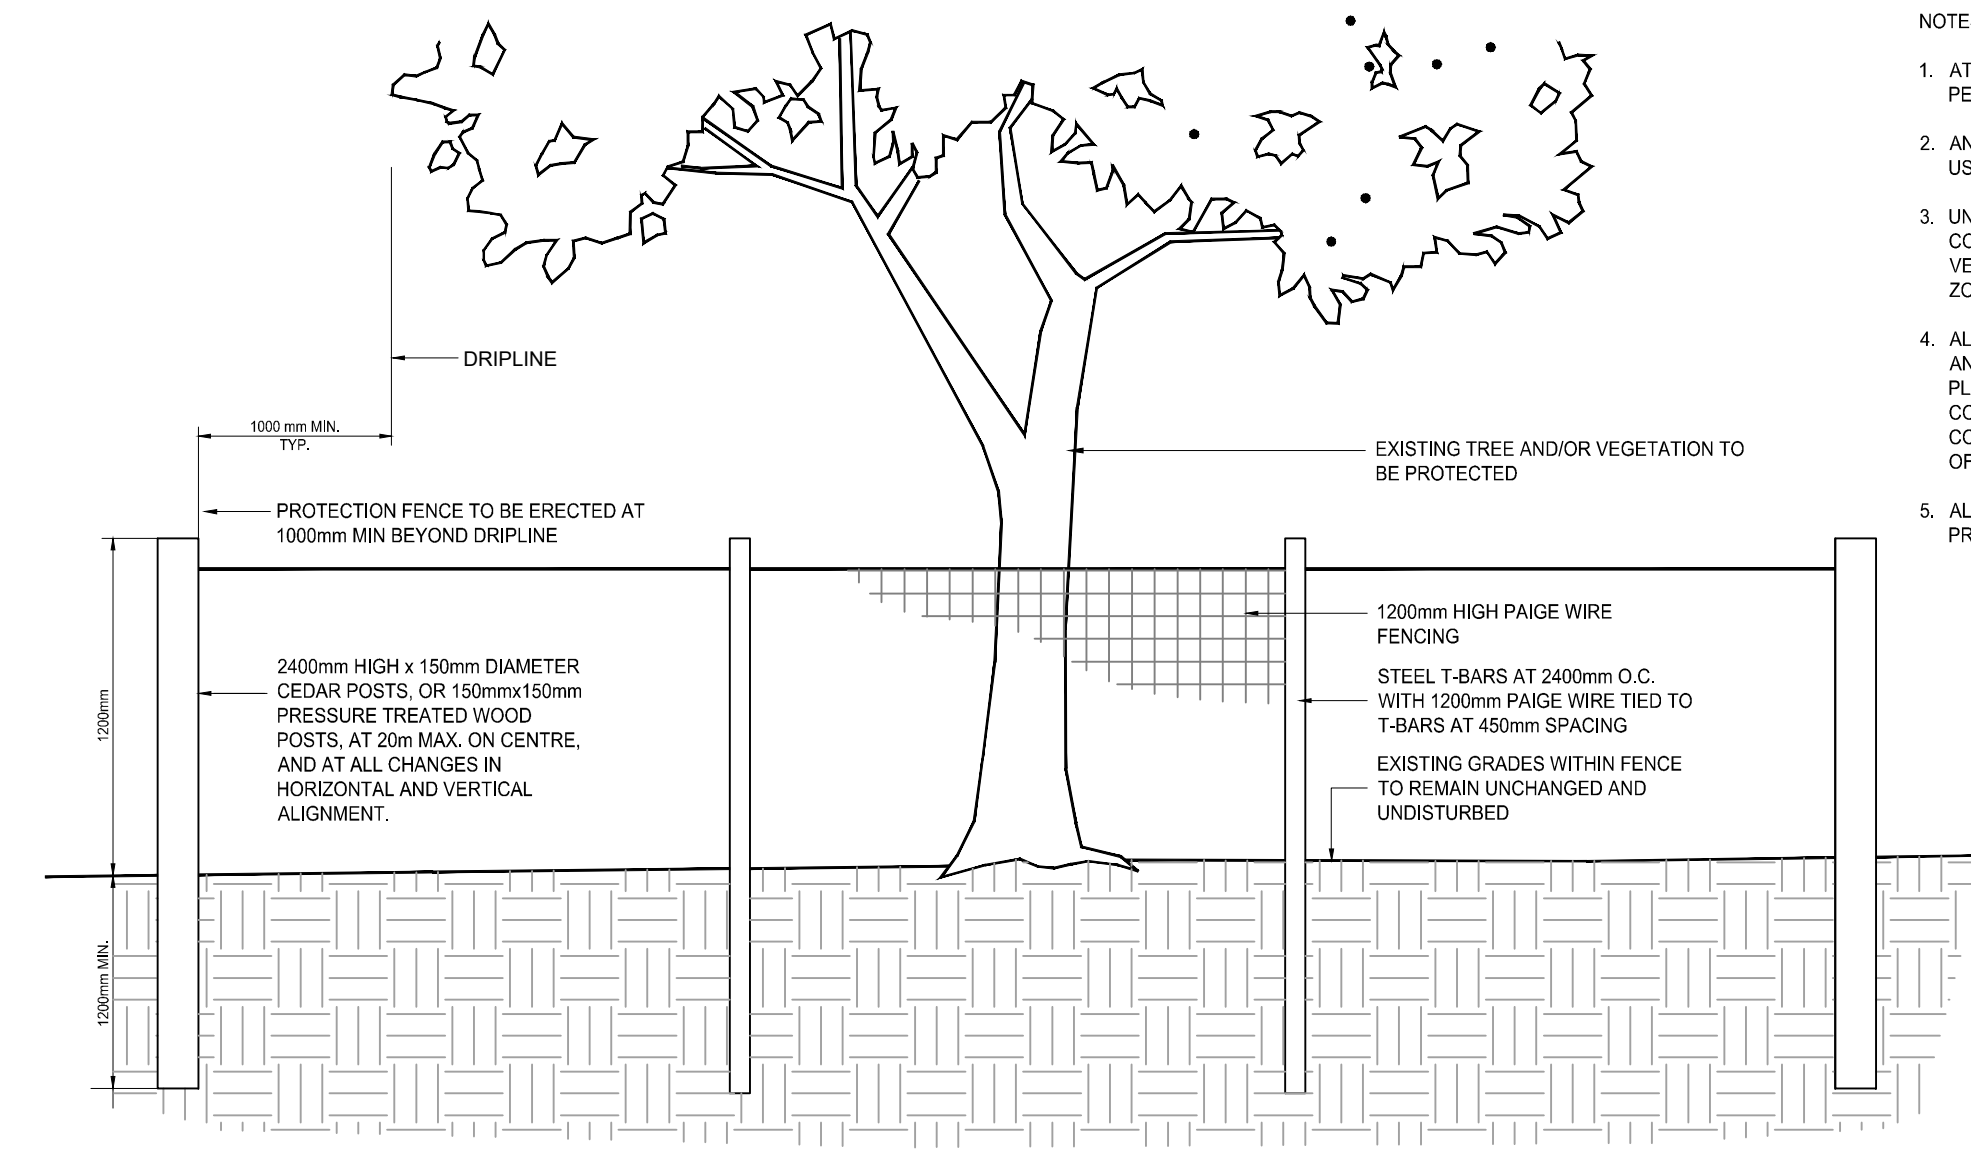 DRIPLINE
1000 mm MIN.
TYP.
PROTECTION FENCE TO BE ERECTED AT
1000mm MIN BEYOND DRIPLINE
EXISTING TREE AND/OR VEGETATION TO
BE PROTECTED
1200mm
1200mm MIN.
2400mm HIGH x 150mm DIAMETER
CEDAR POSTS, OR 150mmx150mm
PRESSURE TREATED WOOD
POSTS, AT 20m MAX. ON CENTRE,
AND AT ALL CHANGES IN
HORIZONTAL AND VERTICAL
ALIGNMENT.
1200mm HIGH PAIGE WIRE
FENCING
STEEL T-BARS AT 2400mm O.C.
WITH 1200mm PAIGE WIRE TIED TO
T-BARS AT 450mm SPACING
EXISTING GRADES WITHIN FENCE
TO REMAIN UNCHANGED AND
UNDISTURBED
NOTE
1. AT
PE
2. AN
US
3. UN
CO
VE
ZO
4. AL
AN
PL
CO
CO
OF
5. AL
PR